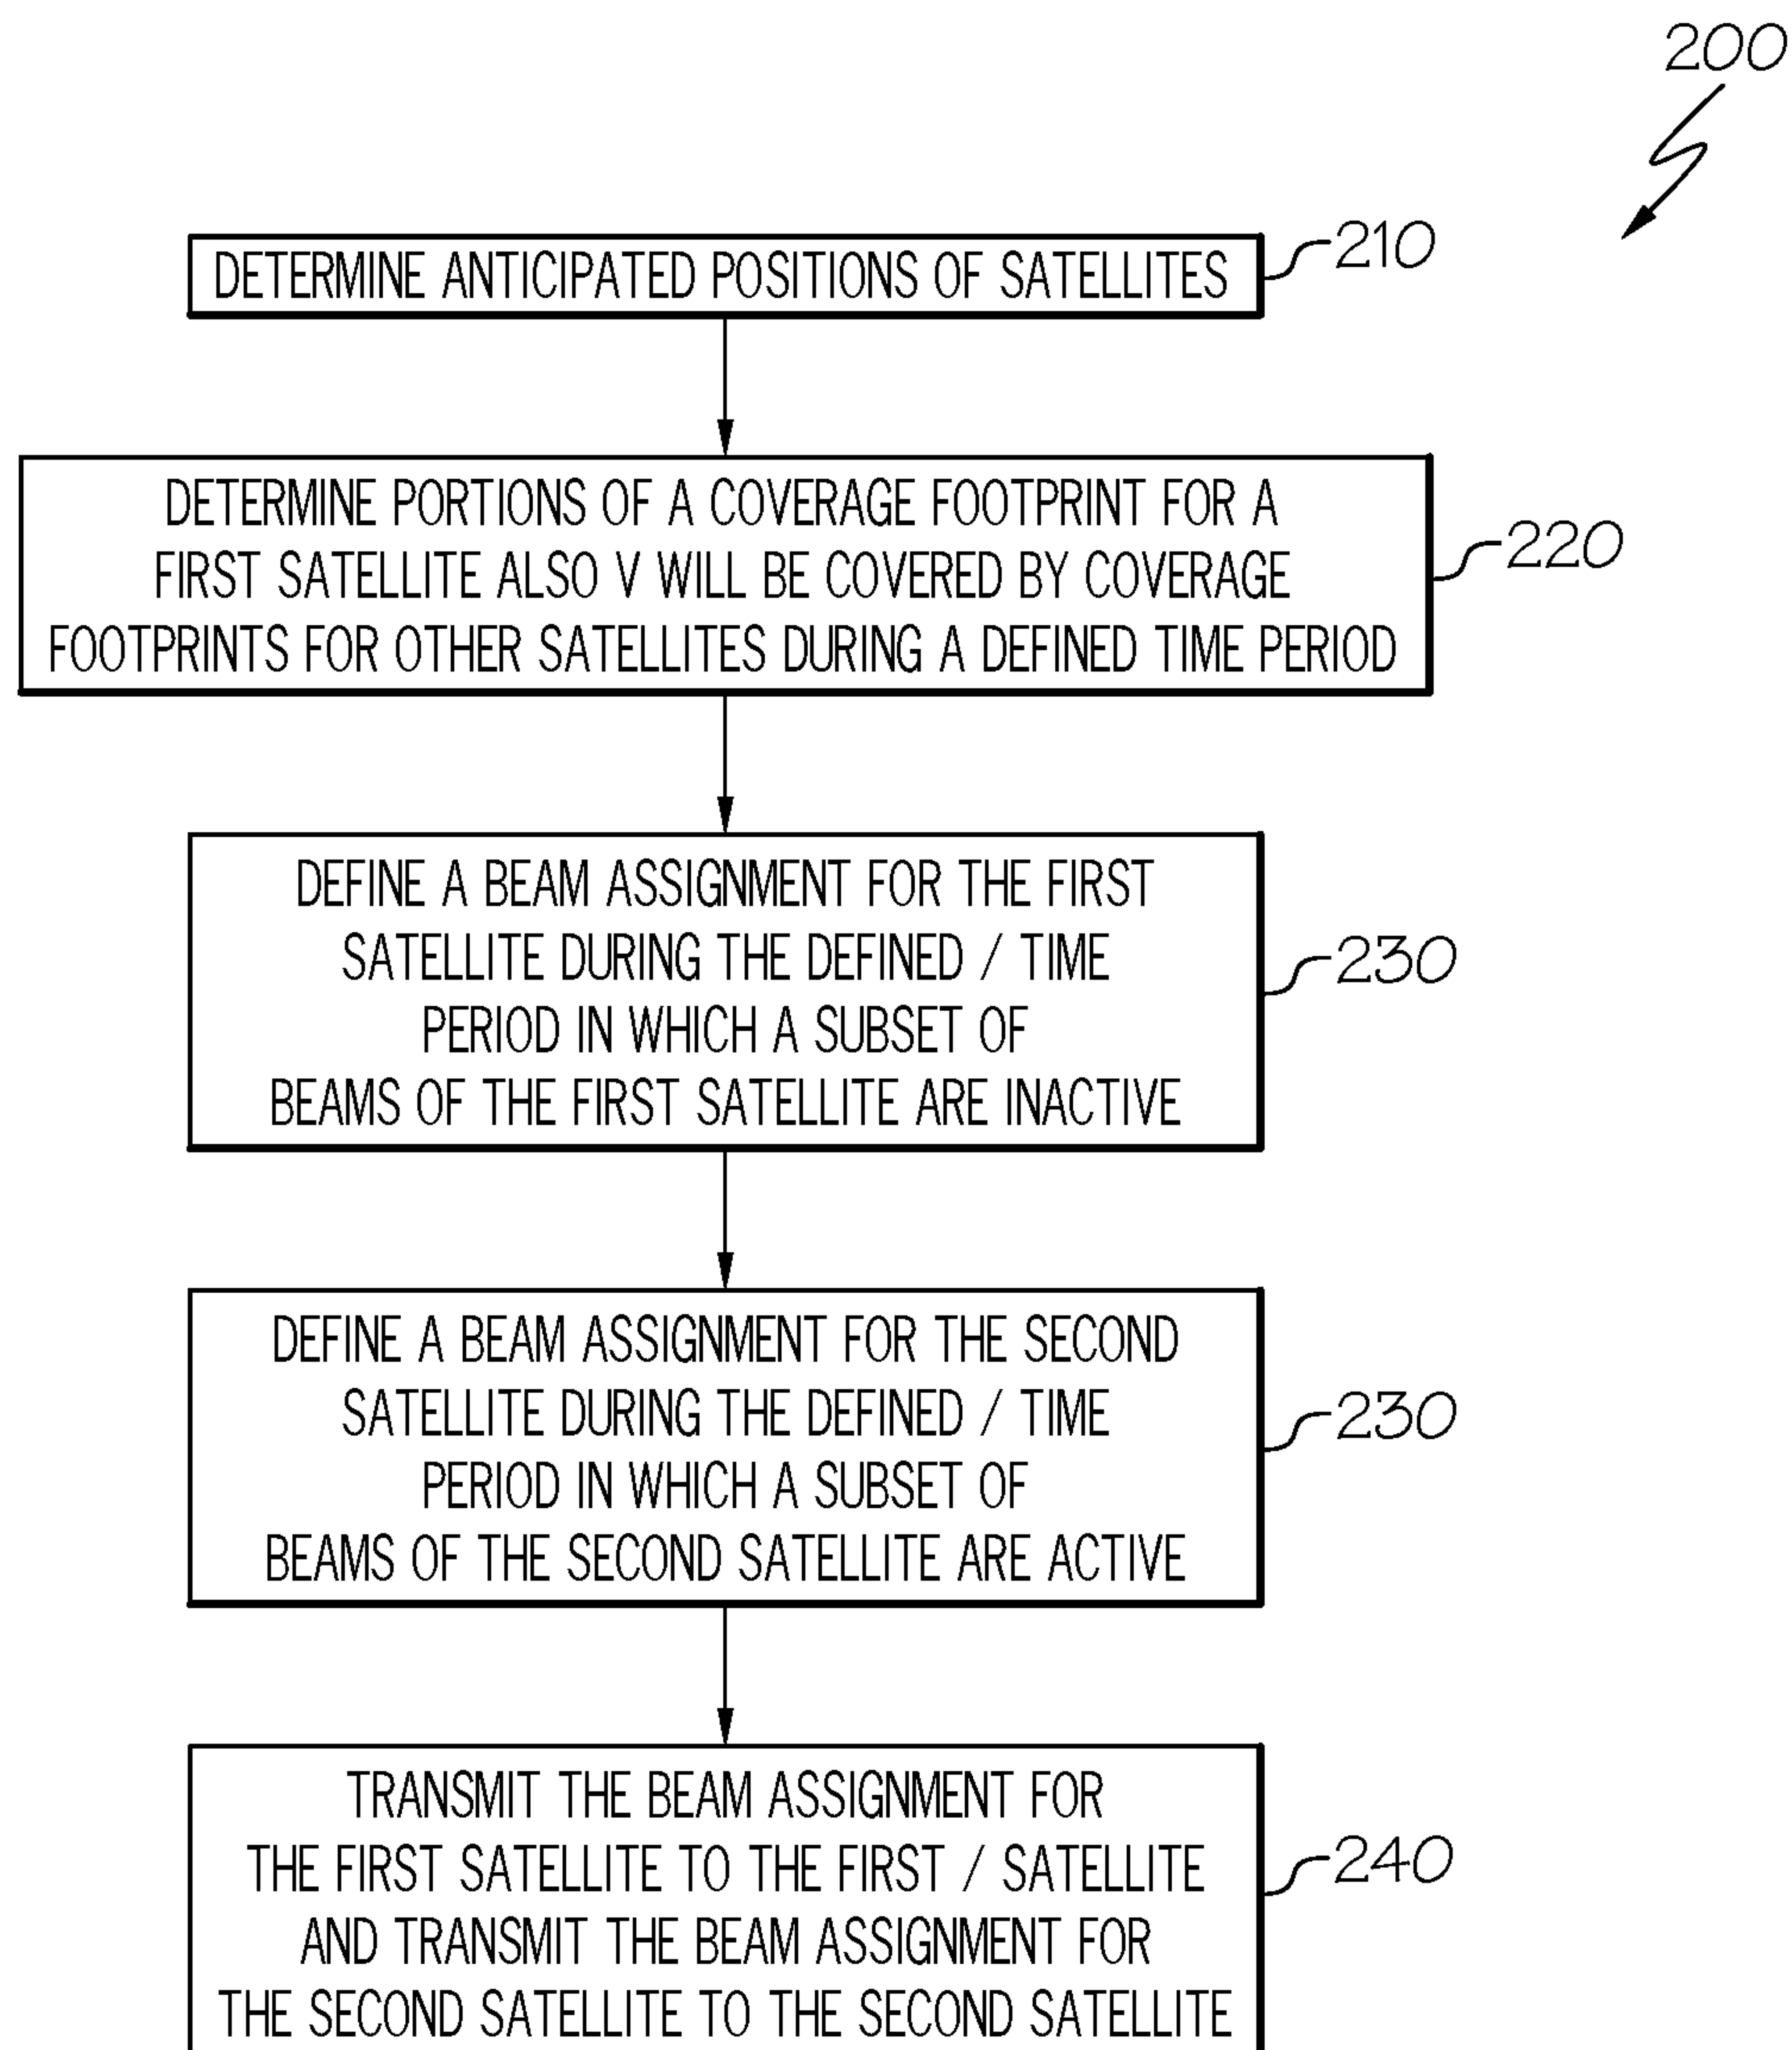 200
DETERMINE ANTICIPATED POSITIONS OF SATELLITES
210
DETERMINE PORTIONS OF A COVERAGE FOOTPRINT FOR A
FIRST SATELLITE ALSO V WILL BE COVERED BY COVERAGE
FOOTPRINTS FOR OTHER SATELLITES DURING A DEFINED TIME PERIOD
220
DEFINE A BEAM ASSIGNMENT FOR THE FIRST
SATELLITE DURING THE DEFINED / TIME
PERIOD IN WHICH A SUBSET OF
BEAMS OF THE FIRST SATELLITE ARE INACTIVE
230
DEFINE A BEAM ASSIGNMENT FOR THE SECOND
SATELLITE DURING THE DEFINED / TIME
PERIOD IN WHICH A SUBSET OF
BEAMS OF THE SECOND SATELLITE ARE ACTIVE
230
TRANSMIT THE BEAM ASSIGNMENT FOR
THE FIRST SATELLITE TO THE FIRST / SATELLITE
AND TRANSMIT THE BEAM ASSIGNMENT FOR
THE SECOND SATELLITE TO THE SECOND SATELLITE
240